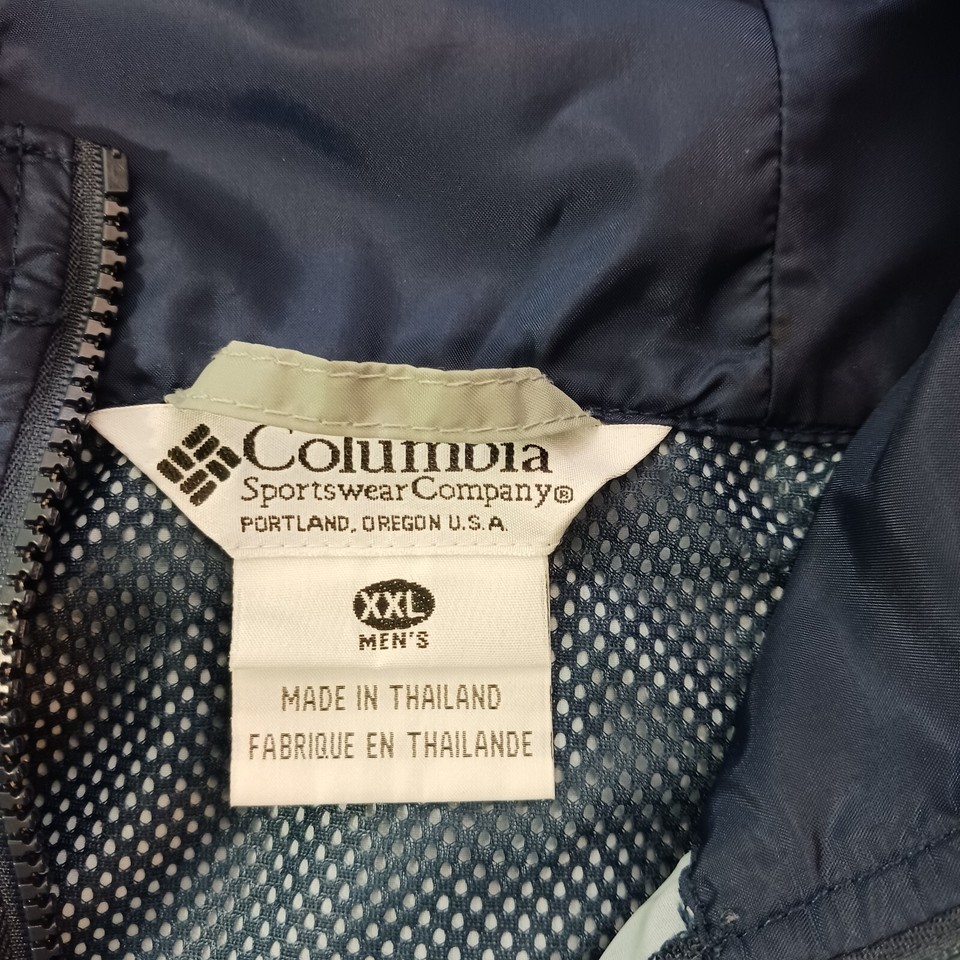 Columbia
Sportswear Company®
PORTLAND, OREGON U.S.A.
XXL
MEN'S
MADE IN THAILAND
FABRIQUE EN THAILANDE